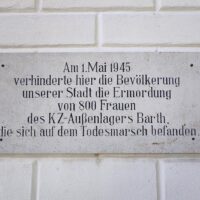 Am 1. Mai 1945
verhinderte hier die Bevölkerung
unserer Stadt die Ermordung
von 800 Frauen
des KZ-Außenlagers Barth,
die sich auf dem Todesmarsch befanden.